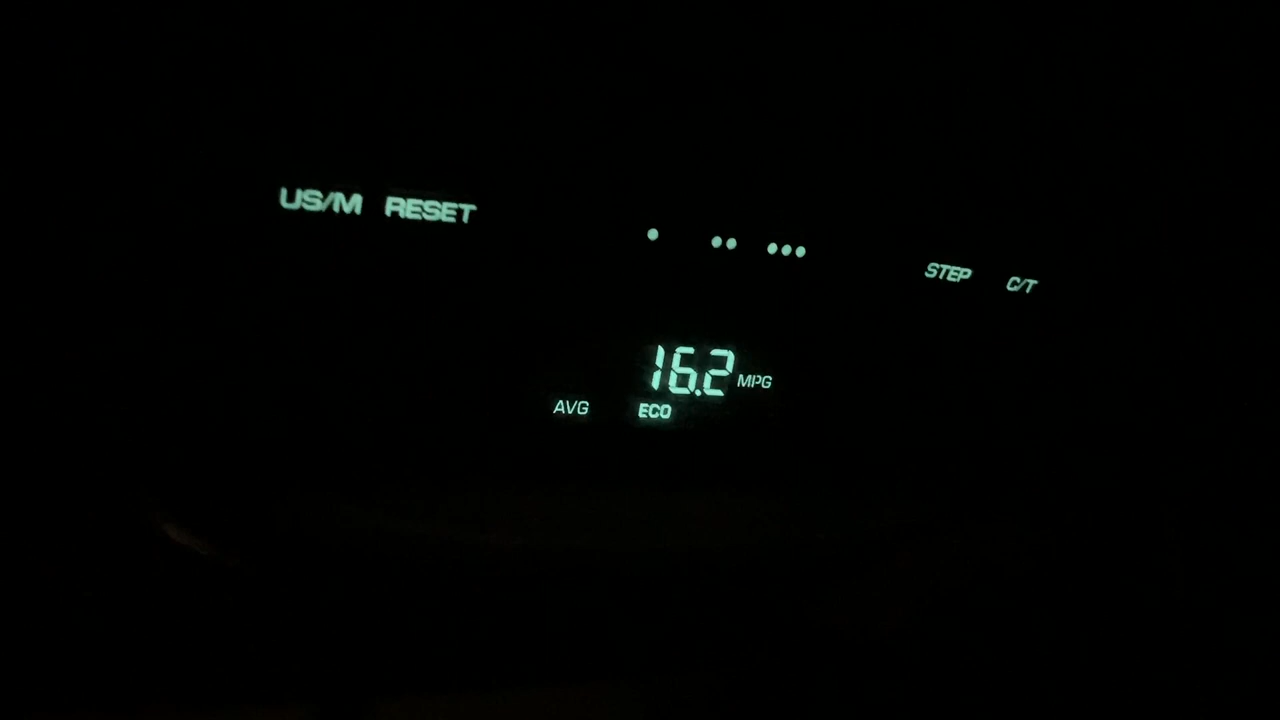 US/M RESET
• •• •••
STEP C/T
16.2 MPG
AVG ECO